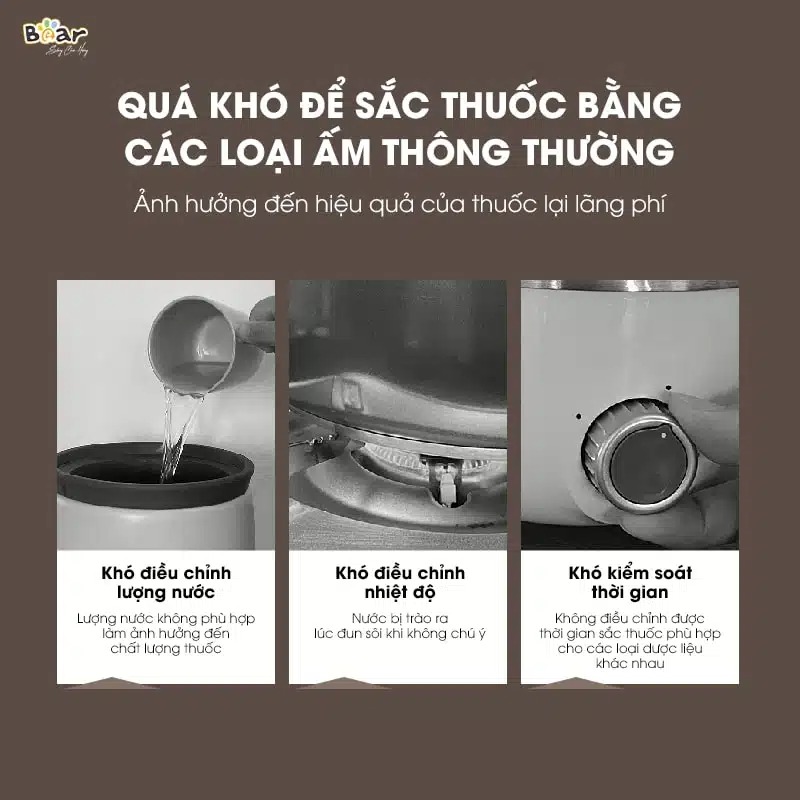 Bear
QUÁ KHÓ ĐỂ SẮC THUỐC BẰNG
CÁC LOẠI ẤM THÔNG THƯỜNG
Ảnh hưởng đến hiệu quả của thuốc lại lãng phí
Khó điều chỉnh
lượng nước
Lượng nước không phù hợp
làm ảnh hưởng đến
chất lượng thuốc
Khó điều chỉnh
nhiệt độ
Nước bị trào ra
lúc đun sôi khi không chú ý
Khó kiểm soát
thời gian
Không điều chỉnh được
thời gian sắc thuốc phù hợp
cho các loại dược liệu
khác nhau